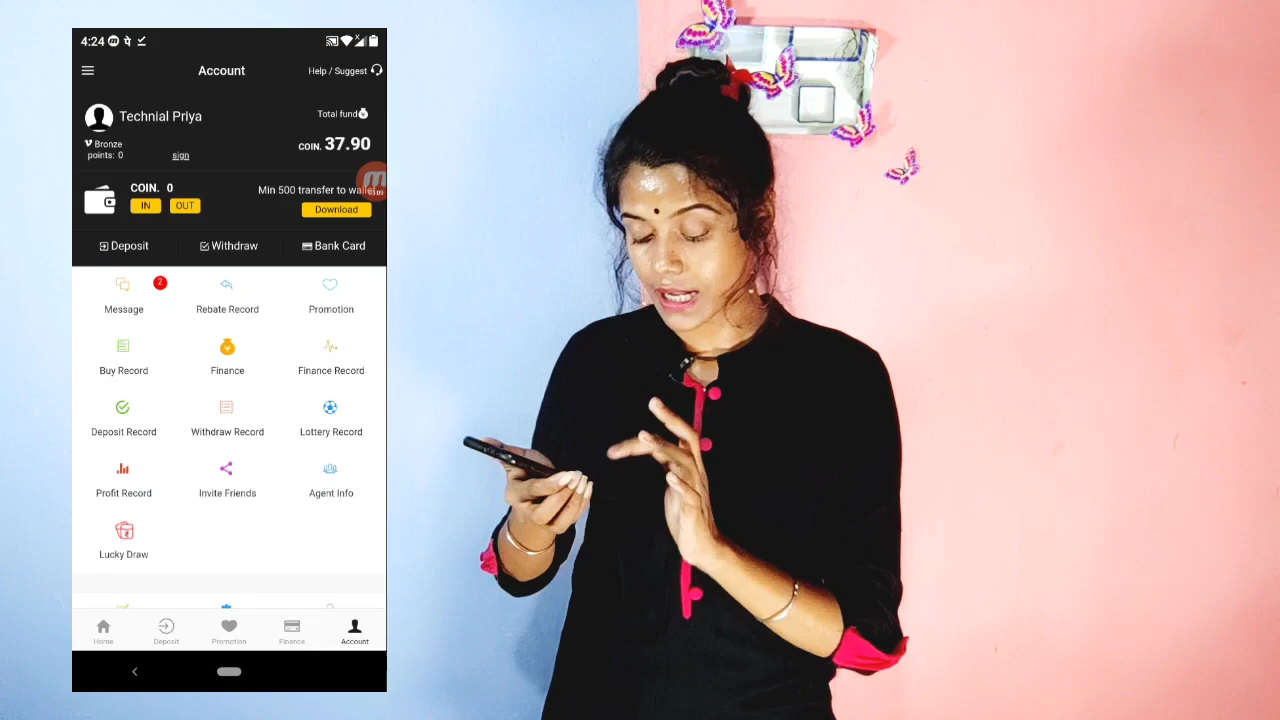 4:24
Account
Help / Suggest
Technial Priya
Total fund
Bronze
points: 0
sign
COIN. 37.90
COIN. 0
Min 500 transfer to
IN OUT
Download
Deposit Withdraw Bank Card
2
Message Rebate Record Promotion
Buy Record Finance Finance Record
Deposit Record Withdraw Record Lottery Record
Profit Record Invite Friends Agent Info
Lucky Draw
Home Deposit Promotion Finance Account